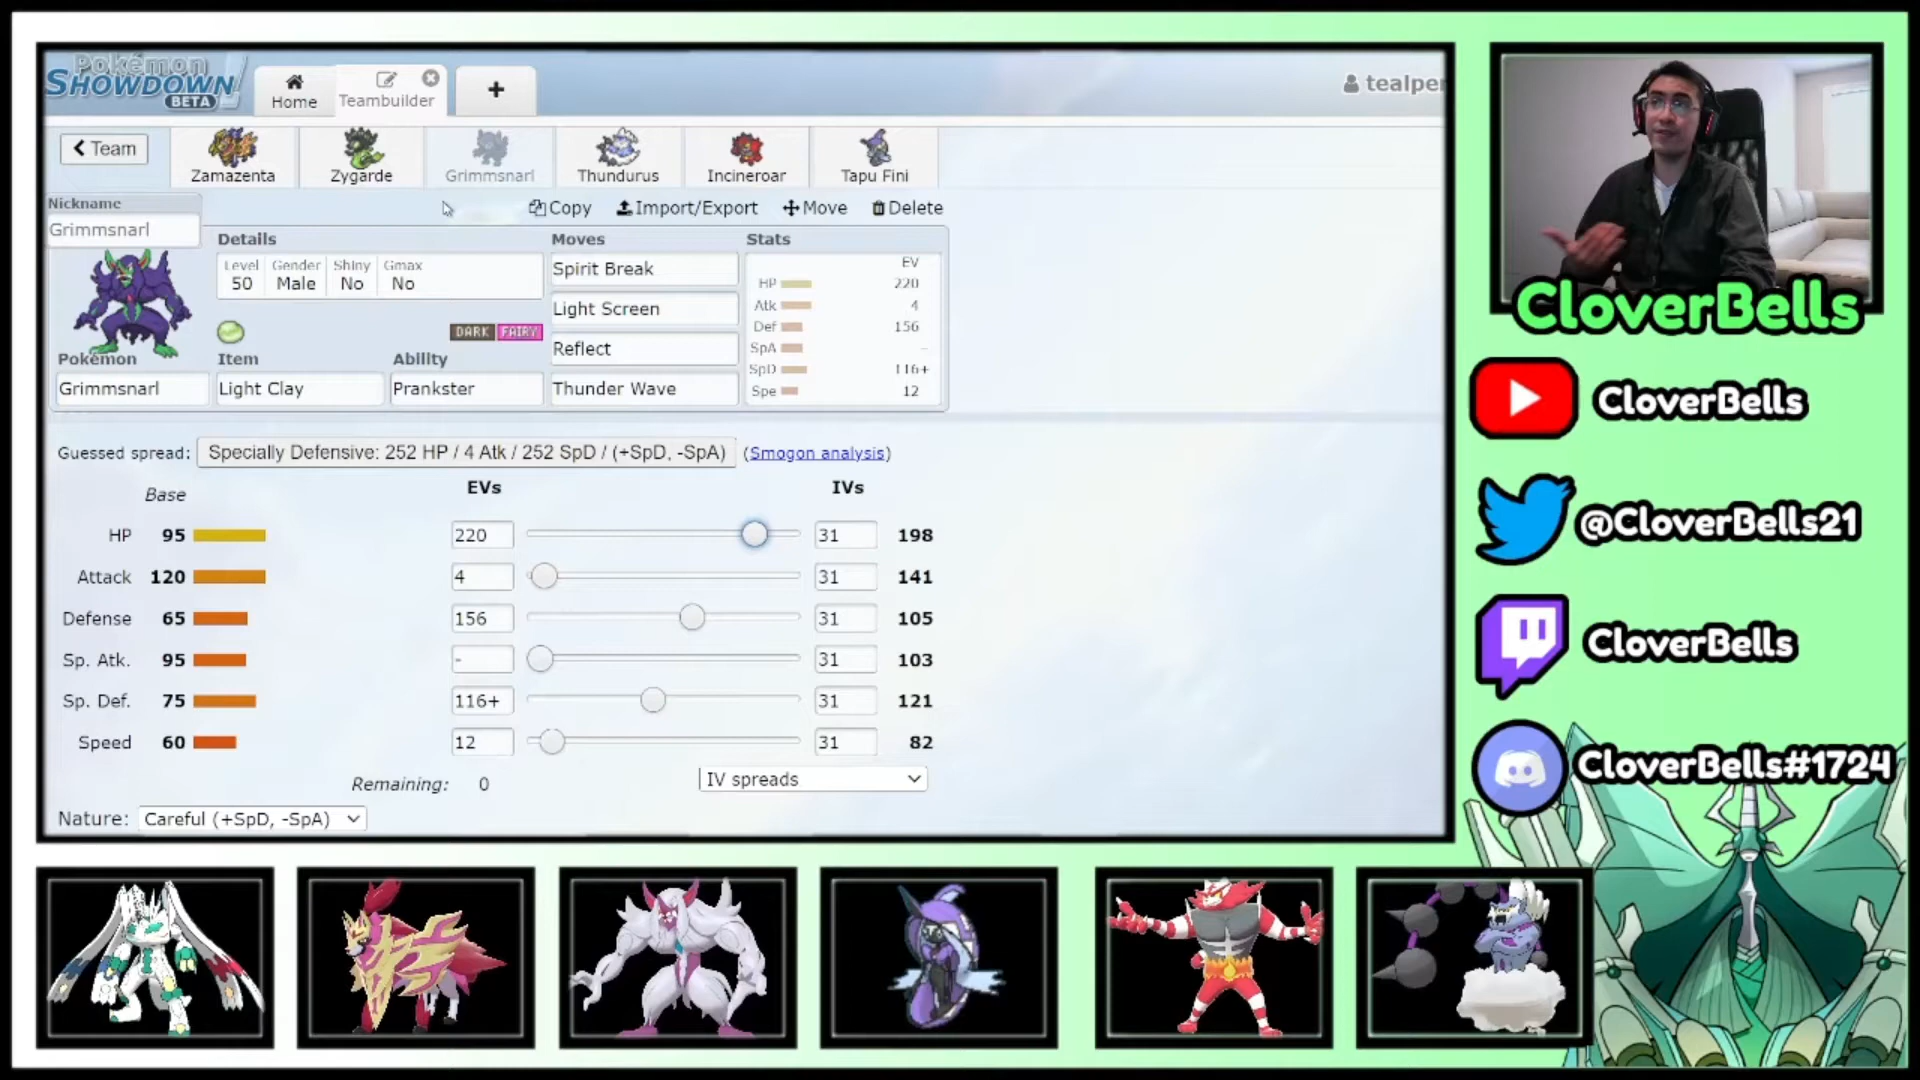 Pokémon
SHOWDOWN!
BETA
Home
Teambuilder
+
tealper
Team
Zamazenta
Zygarde
Grimmsnarl
Thundurus
Incineroar
Tapu Fini
Nickname
Grimmsnarl
Copy
Import/Export
Move
Delete
Details
Level
50
Gender
Male
Shiny
No
Gmax
No
DARK
FAIRY
Pokémon
Grimmsnarl
Item
Light Clay
Ability
Prankster
Moves
Spirit Break
Light Screen
Reflect
Thunder Wave
Stats
EV
HP 220
Atk 4
Def 156
SpA –
SpD 116+
Spe 12
Guessed spread: Specially Defensive: 252 HP / 4 Atk / 252 SpD / (+SpD, -SpA) (Smogon analysis)
Base EVs IVs
HP 95 220 31 198
Attack 120 4 31 141
Defense 65 156 31 105
Sp. Atk. 95 - 31 103
Sp. Def. 75 116+ 31 121
Speed 60 12 31 82
Remaining: 0
IV spreads
Nature: Careful (+SpD, -SpA)
CloverBells
CloverBells
@CloverBells21
CloverBells
CloverBells#1724